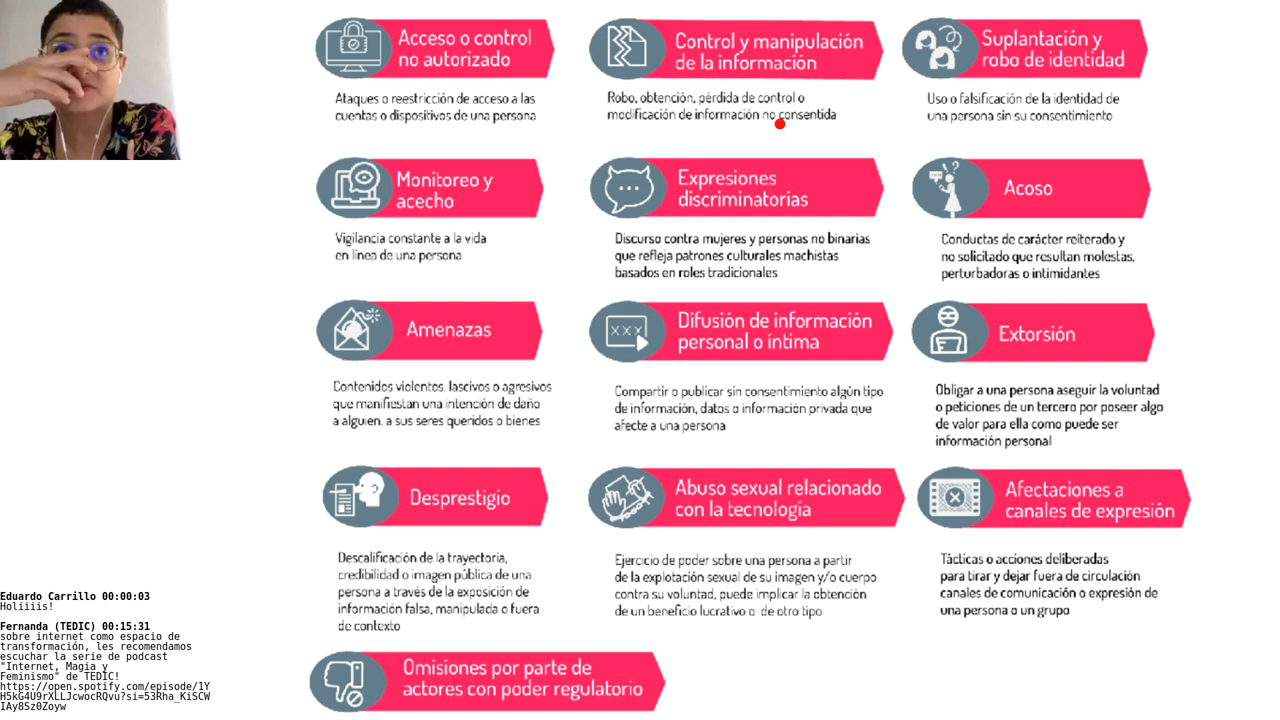 Acceso o control
no autorizado
Ataques o reestricción de acceso a las
cuentas o dispositivos de una persona
Control y manipulación
de la información
Robo, obtención, pérdida de control o
modificación de información no consentida
Suplantación y
robo de identidad
Uso o falsificación de la identidad de
una persona sin su consentimiento
Monitoreo y
acecho
Vigilancia constante a la vida
en línea de una persona
Expresiones
discriminatorias
Discurso contra mujeres y personas no binarias
que refleja patrones culturales machistas
basados en roles tradicionales
Acoso
Conductas de carácter reiterado y
no solicitado que resultan molestas,
perturbadoras o intimidantes
Amenazas
Contenidos violentos, lascivos o agresivos
que manifiestan una intención de daño
a alguien, a sus seres queridos o bienes
XXX
Difusión de información
personal o íntima
Compartir o publicar sin consentimiento algún tipo
de información, datos o información privada que
afecte a una persona
Extorsión
Obligar a una persona aseguir la voluntad
o peticiones de un tercero por poseer algo
de valor para ella como puede ser
información personal
Desprestigio
Descalificación de la trayectoria,
credibilidad o imagen pública de una
persona a través de la exposición de
información falsa, manipulada o fuera
de contexto
Abuso sexual relacionado
con la tecnología
Ejercicio de poder sobre una persona a partir
de la explotación sexual de su imagen y/o cuerpo
contra su voluntad, puede implicar la obtención
de un beneficio lucrativo o de otro tipo
Afectaciones a
canales de expresión
Tácticas o acciones deliberadas
para tirar y dejar fuera de circulación
canales de comunicación o expresión de
una persona o un grupo
Omisiones por parte de
actores con poder regulatorio
Eduardo Carrillo 00:00:03
Holiiiis!
Fernanda (TEDIC) 00:15:31
sobre internet como espacio de
transformación, les recomendamos
escuchar la serie de podcast
"Internet, Magia y
Feminismo" de TEDIC!
https://open.spotify.com/episode/1Y
H5kG4U9rXLLJcwocRQvu?si=53Rha_KiSCW
IAy8Sz0Zoyw